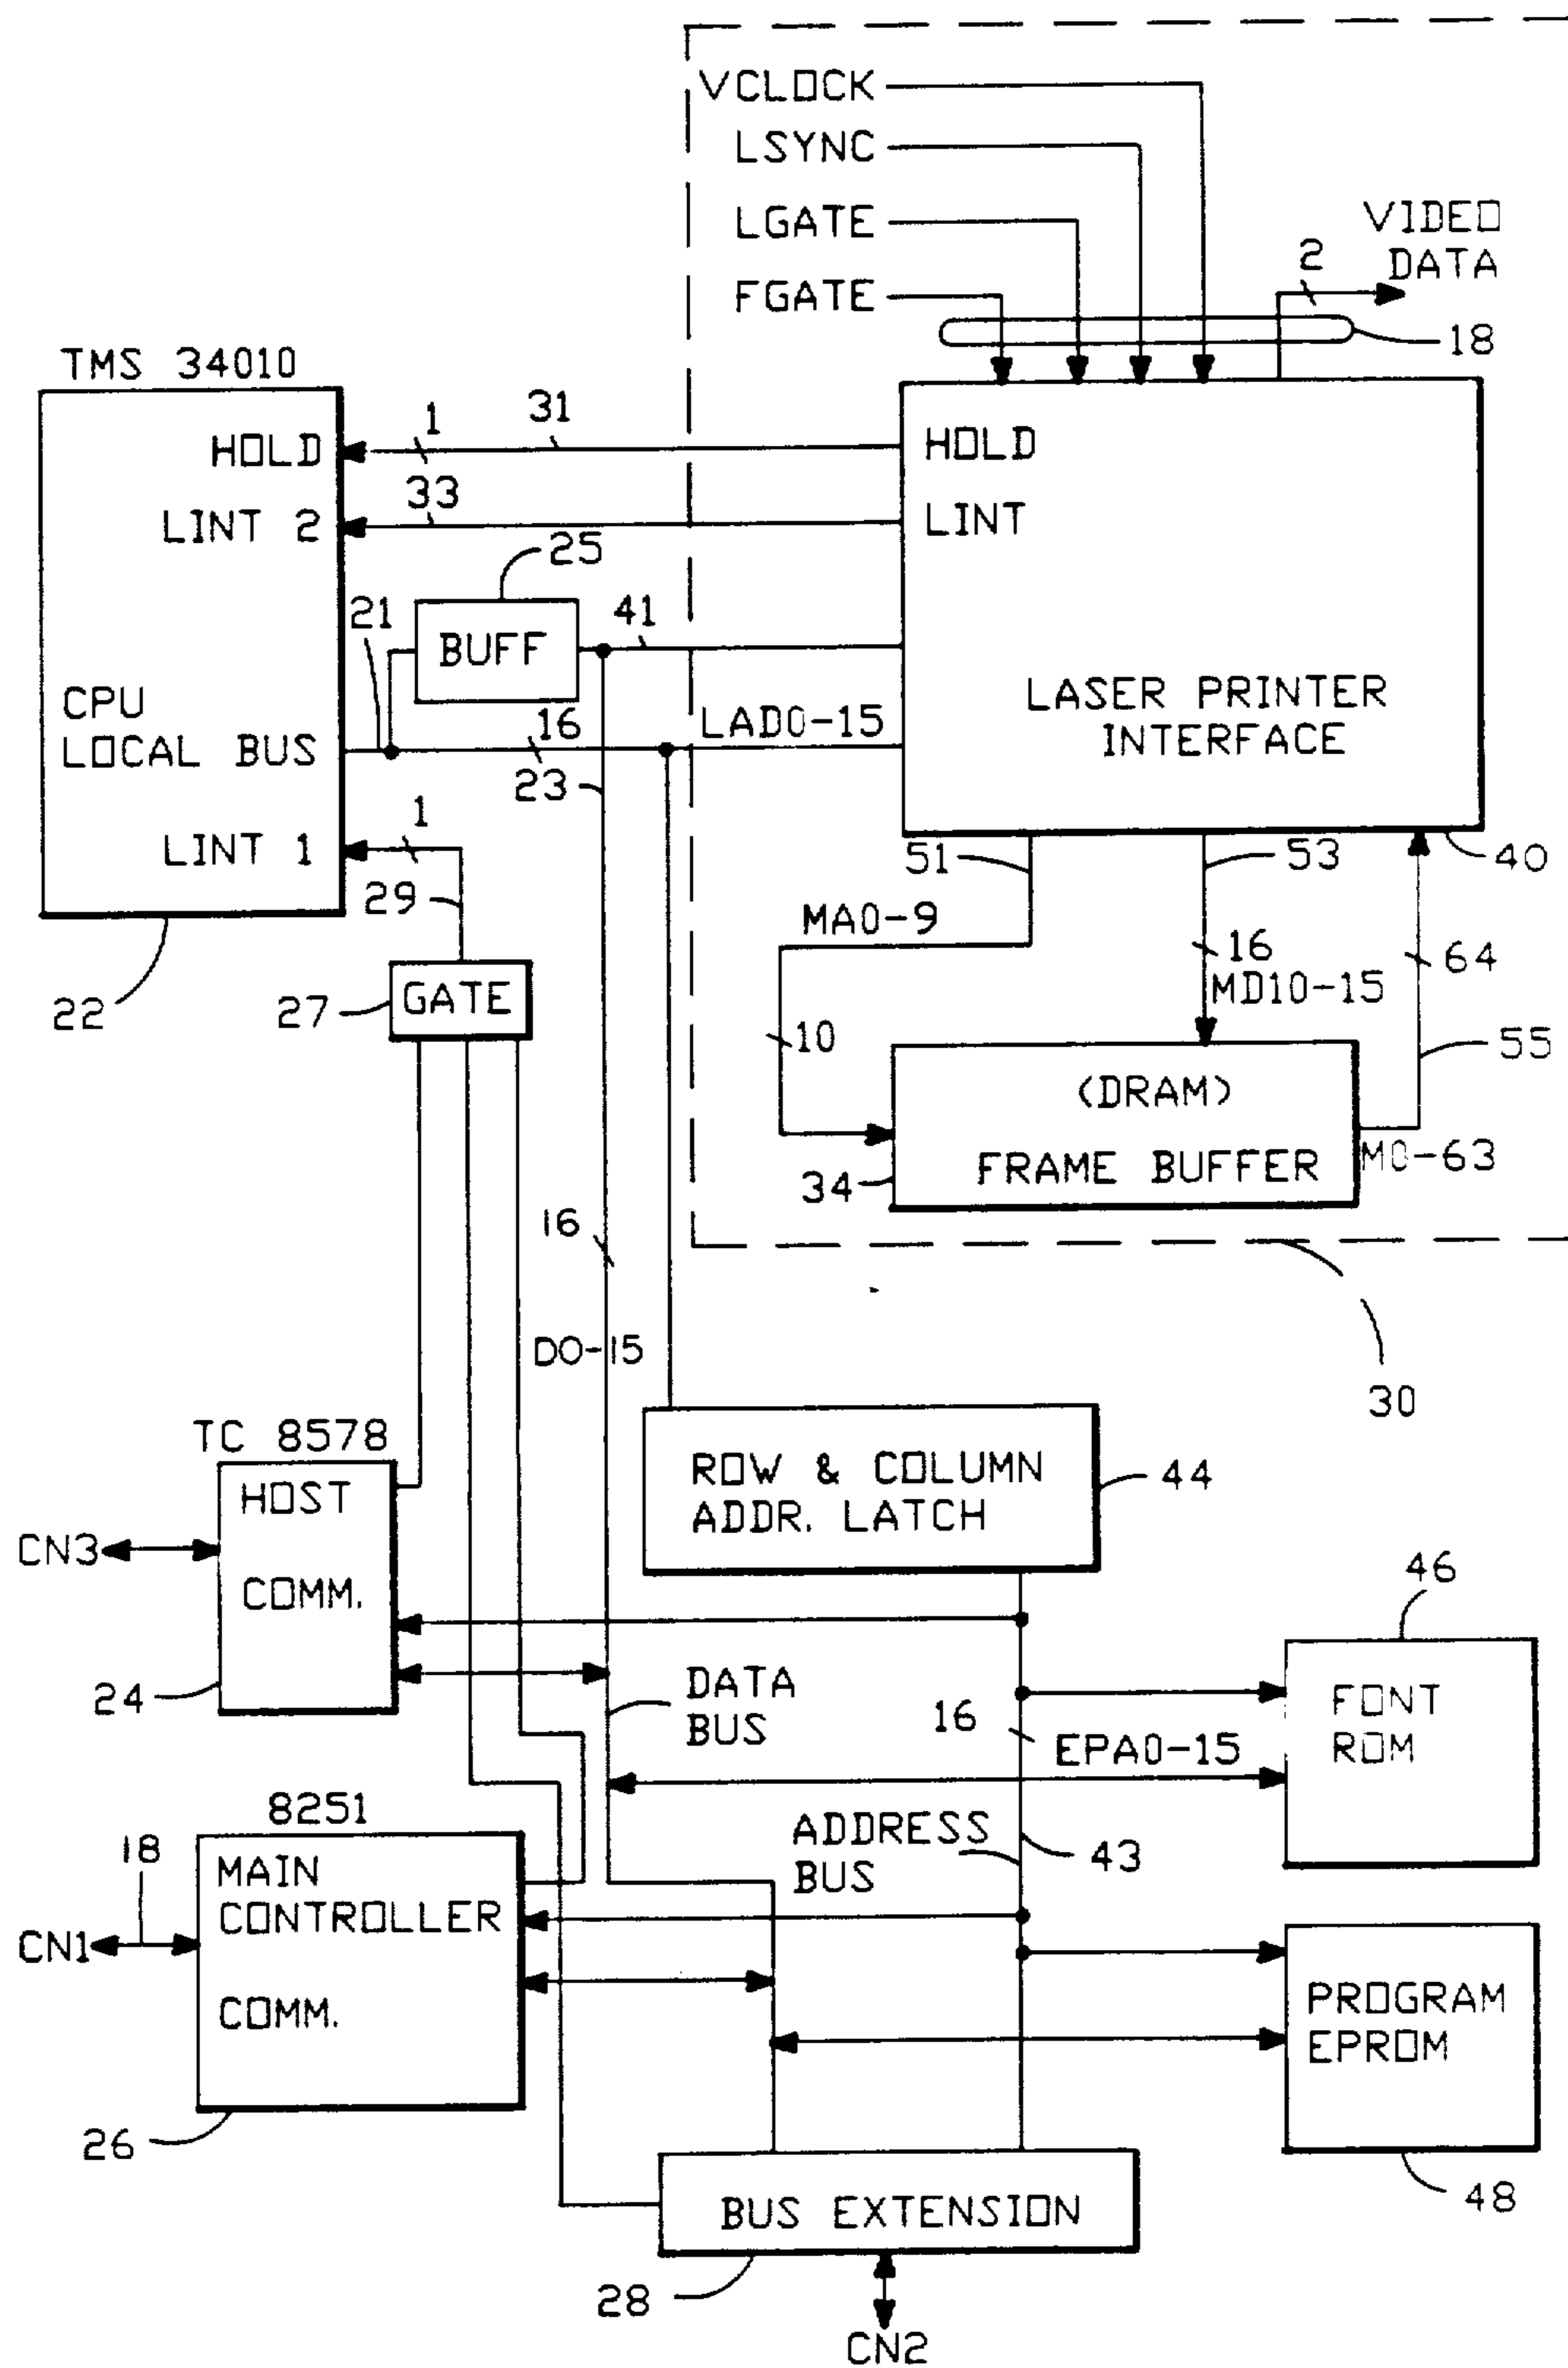 VCLOCK
LSYNC
LGATE
FGATE
2
VIDEO
DATA
18
TMS 34010
HOLD
1
31
HOLD
LINT 2
33
LINT
25
21
BUFF
41
CPU
LOCAL BUS
16
23
LAD0-15
LASER PRINTER
INTERFACE
LINT 1
1
29
51
53
40
MA0-9
16
MD10-15
64
22
27
GATE
10
55
(DRAM)
FRAME BUFFER
34
M0-63
16
D0-15
30
TC 8578
HOST
COMM.
CN3
24
ROW & COLUMN
ADDR. LATCH
44
46
DATA
BUS
16
EPA0-15
FONT
ROM
8251
18
MAIN
CONTROLLER
COMM.
CN1
26
ADDRESS
BUS
43
PROGRAM
EPROM
48
BUS EXTENSION
28
CN2